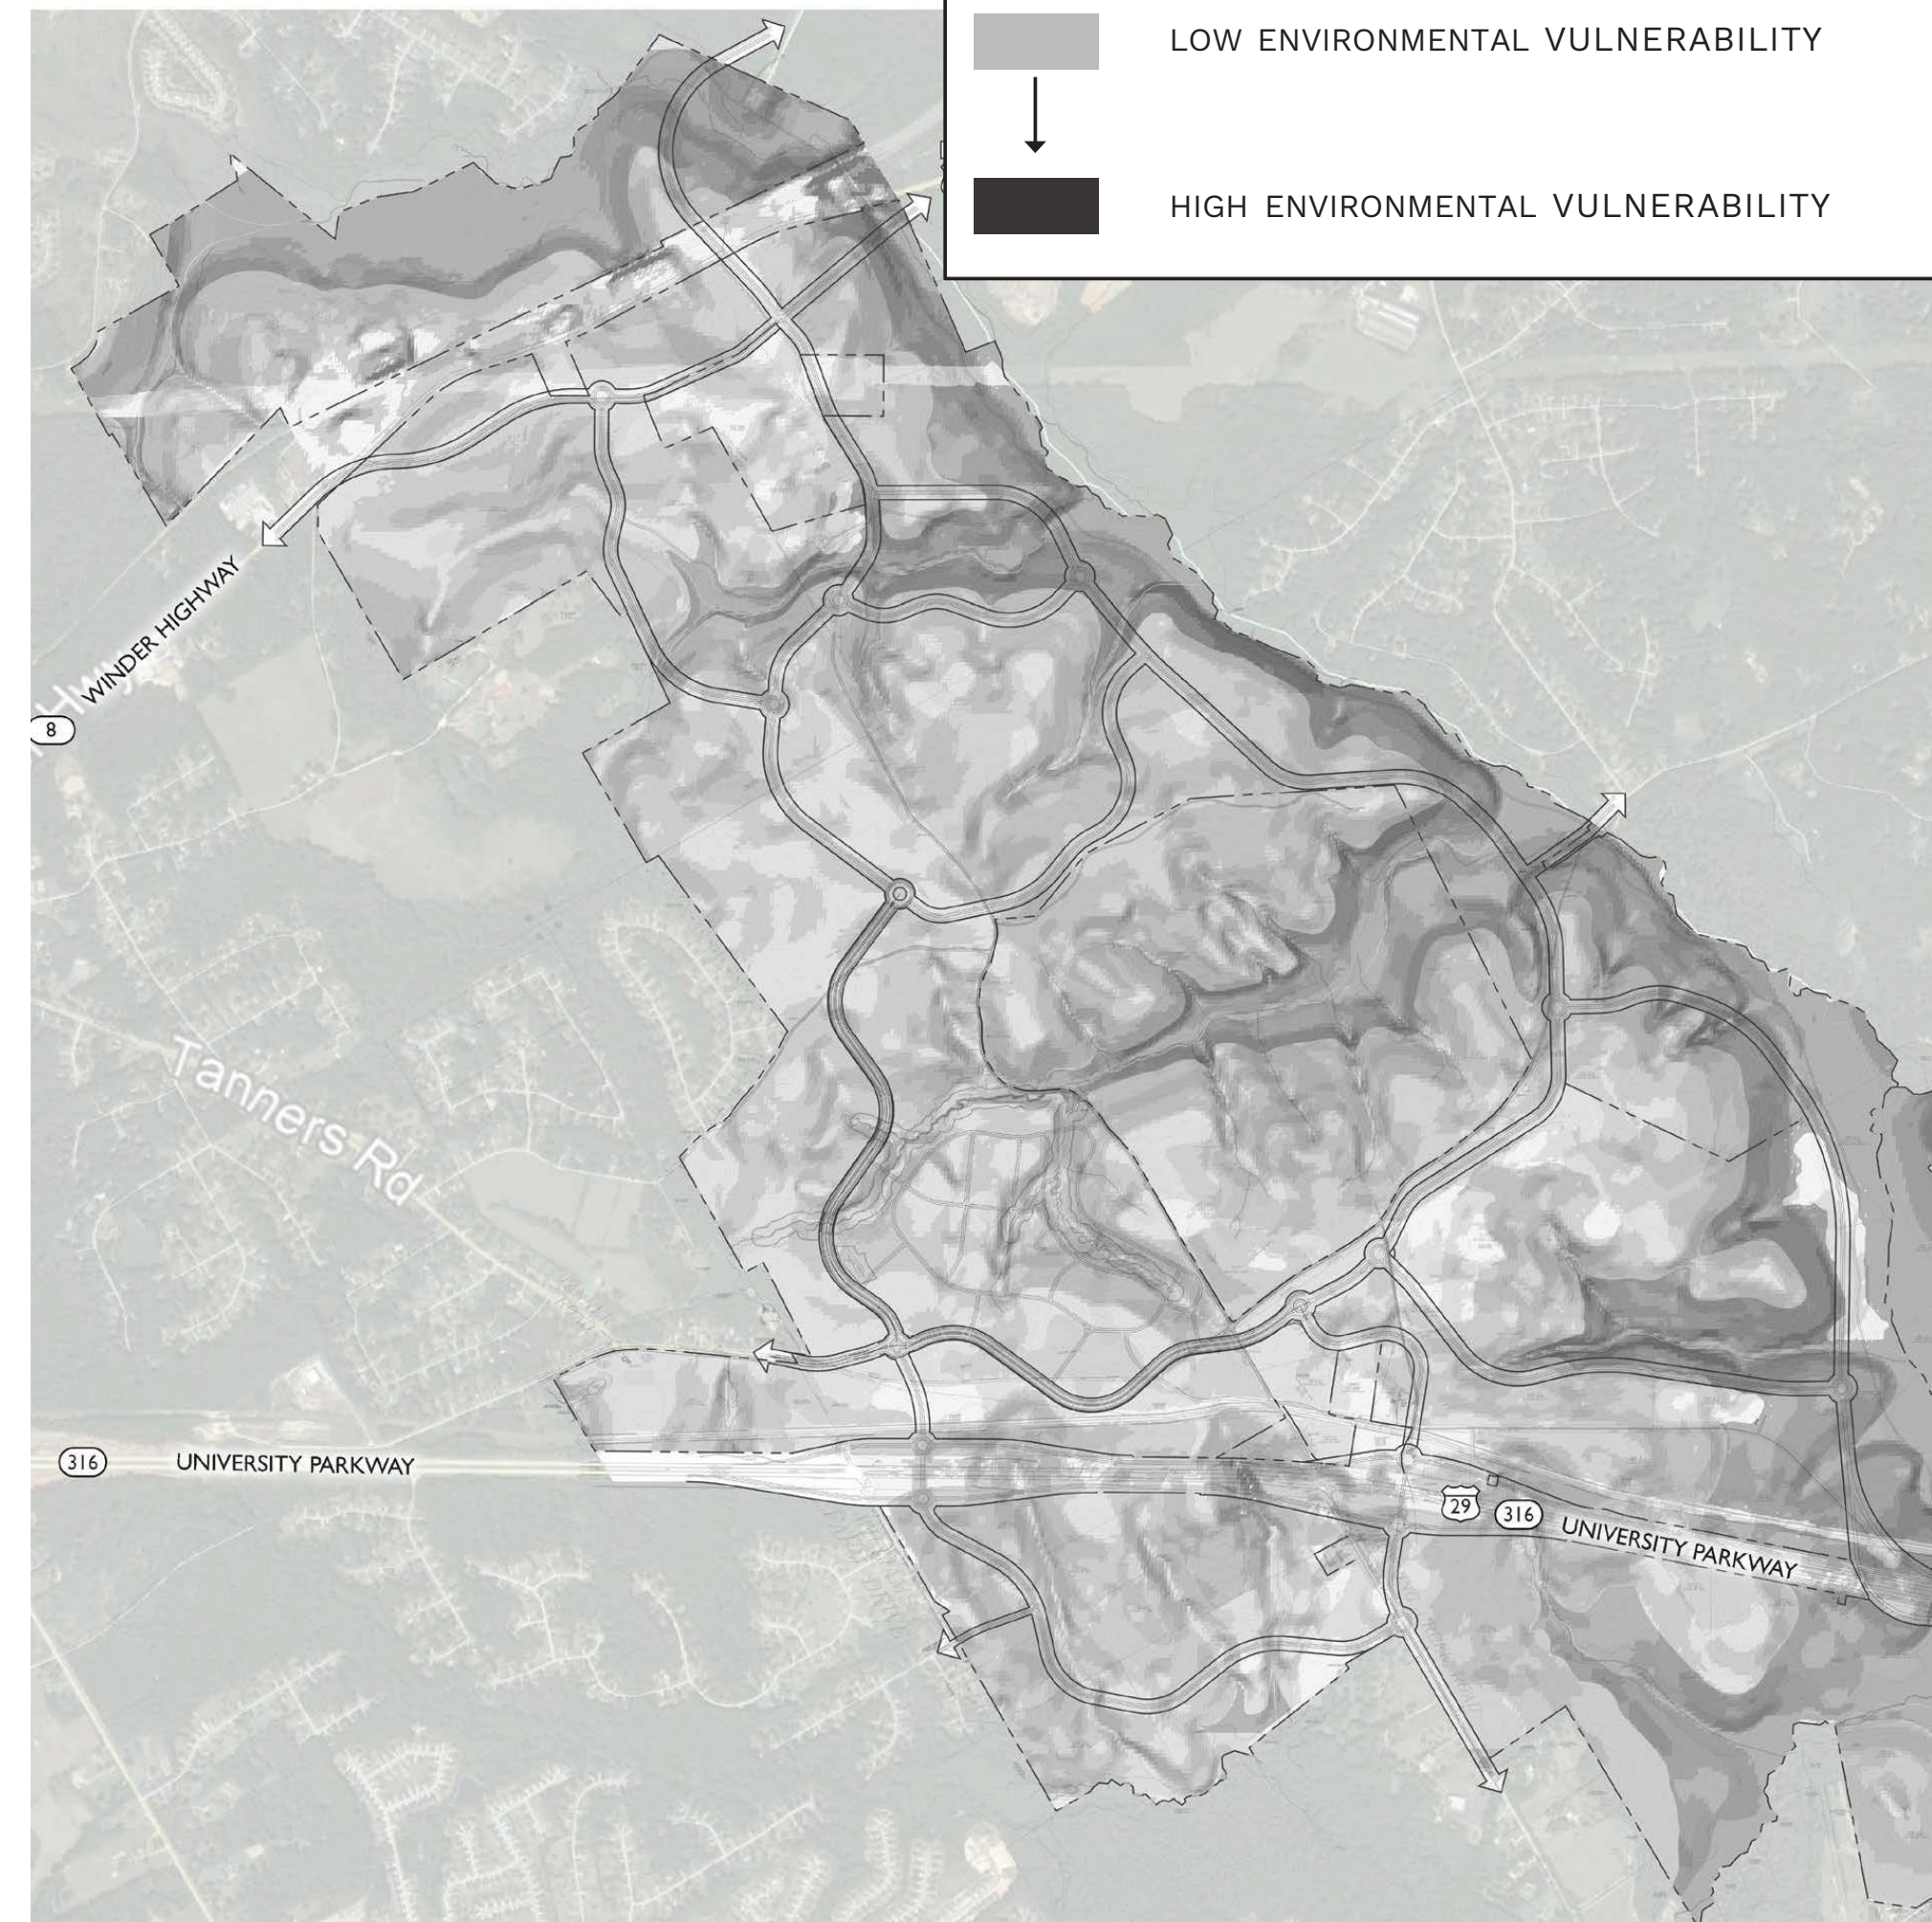 LOW ENVIRONMENTAL VULNERABILITY
HIGH ENVIRONMENTAL VULNERABILITY
WINDER HIGHWAY
8
Tanners Rd
316
UNIVERSITY PARKWAY
29
316
UNIVERSITY PARKWAY